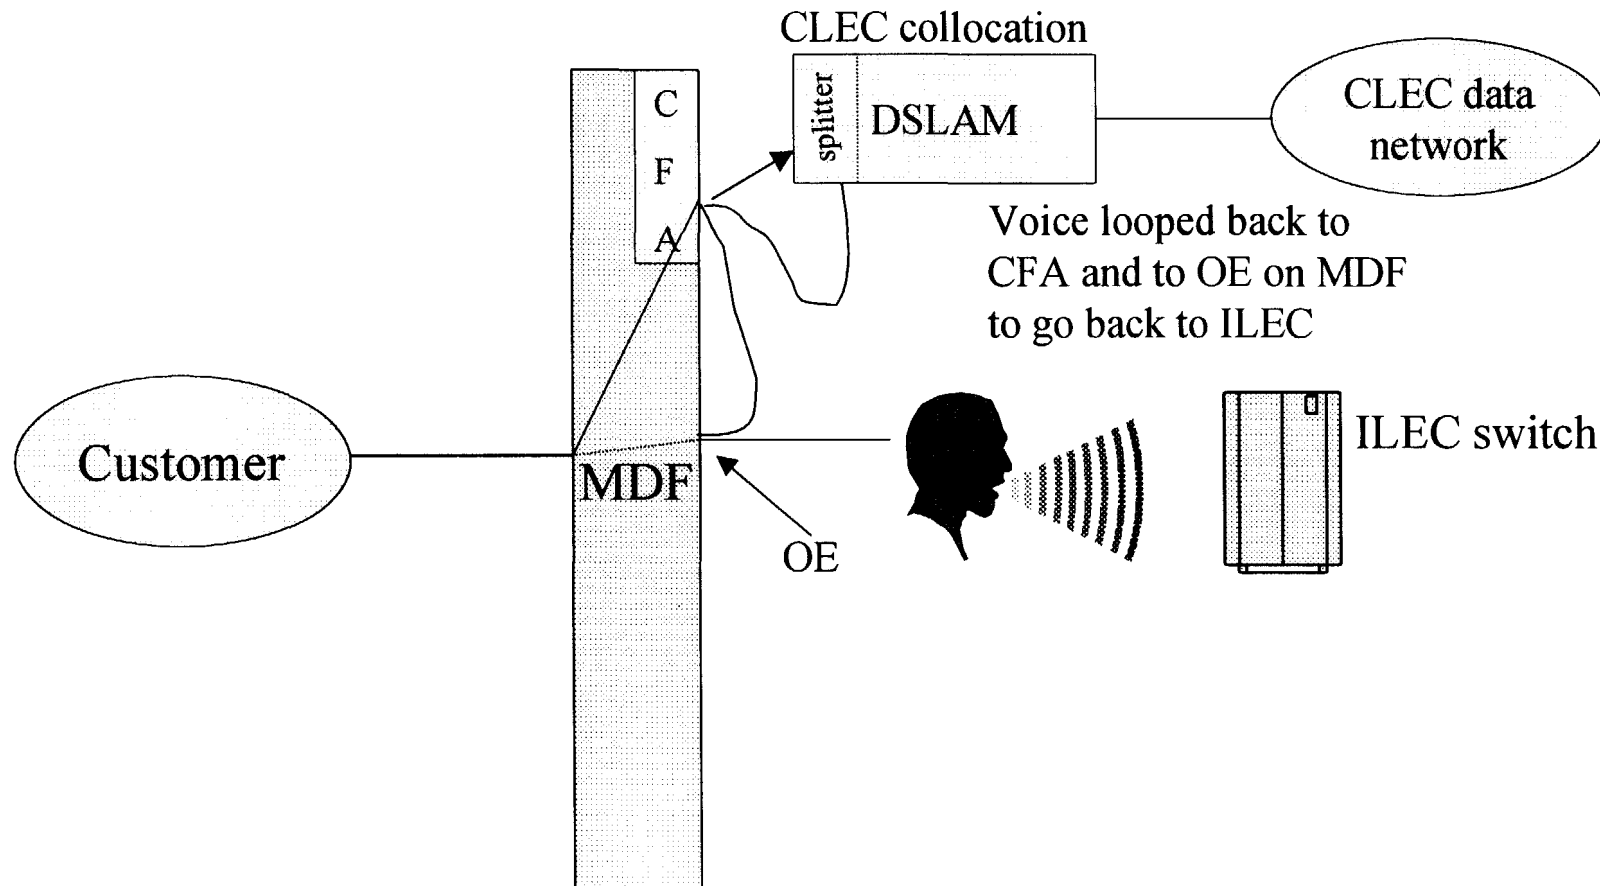 CLEC collocation
C
F
A
splitter
DSLAM
CLEC data
network
Voice looped back to
CFA and to OE on MDF
to go back to ILEC
Customer
MDF
OE
ILEC switch